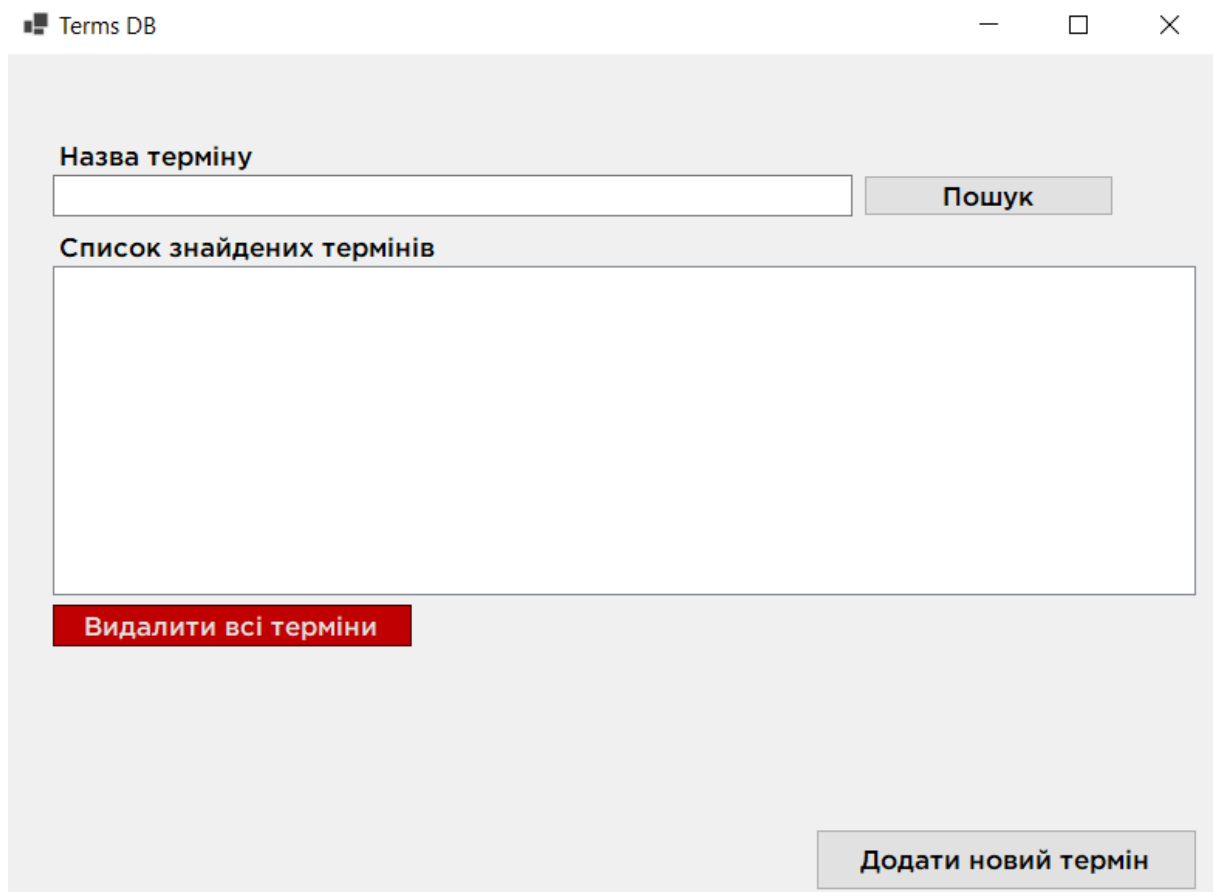 Terms DB
Назва терміну
Пошук
Список знайдених термінів
Видалити всі терміни
Додати новий термін